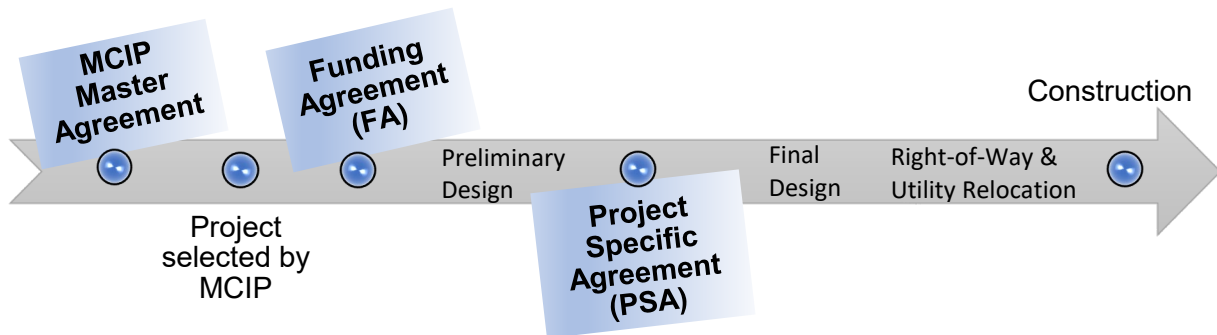 MCIP
Master
Agreement
Project
selected by
MCIP
Funding
Agreement
(FA)
Preliminary
Design
Project
Specific
Agreement
(PSA)
Final
Design
Right-of-Way &
Utility Relocation
Construction